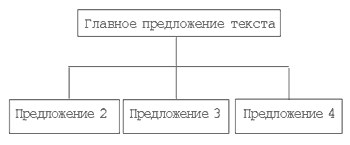 Главное предложение текста
Предложение 2
Предложение 3
Предложение 4